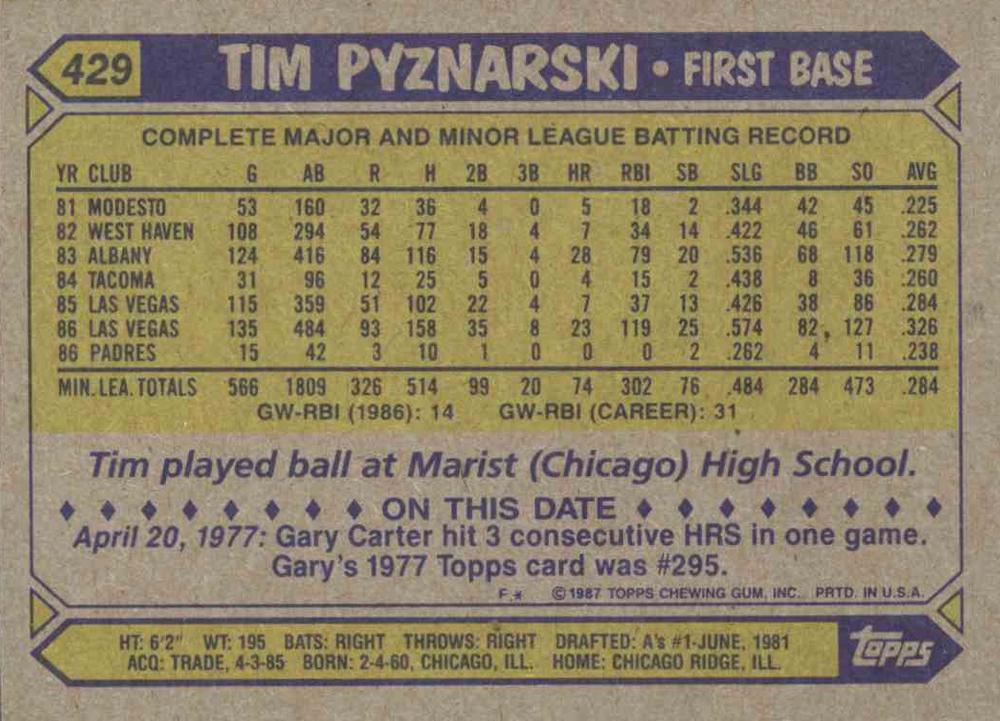 429 TIM PYZNARSKI • FIRST BASE
COMPLETE MAJOR AND MINOR LEAGUE BATTING RECORD
YR CLUB G AB R H 2B 3B HR RBI SB SLG BB SO AVG
81 MODESTO 53 160 32 36 4 0 5 18 2 .344 42 45 .225
82 WEST HAVEN 108 294 54 77 18 4 7 34 14 .422 46 61 .262
83 ALBANY 124 416 84 116 15 4 28 79 20 .536 68 118 .279
84 TACOMA 31 96 12 25 5 0 4 15 2 .438 8 36 .260
85 LAS VEGAS 115 359 51 102 22 4 7 37 13 .426 38 86 .284
86 LAS VEGAS 135 484 93 158 35 8 23 119 25 .574 82 127 .326
86 PADRES 15 42 3 10 1 0 0 0 2 .262 4 11 .238
MIN. LEA. TOTALS 566 1809 326 514 99 20 74 302 76 .484 284 473 .284
GW-RBI (1986): 14 GW-RBI (CAREER): 31
Tim played ball at Marist (Chicago) High School.
ON THIS DATE
April 20, 1977: Gary Carter hit 3 consecutive HRS in one game.
Gary's 1977 Topps card was #295.
F* © 1987 TOPPS CHEWING GUM, INC. PRTD. IN U.S.A.
HT: 6'2" WT: 195 BATS: RIGHT THROWS: RIGHT DRAFTED: A's #1-JUNE, 1981
ACQ: TRADE, 4-3-85 BORN: 2-4-60, CHICAGO, ILL. HOME: CHICAGO RIDGE, ILL.
topps